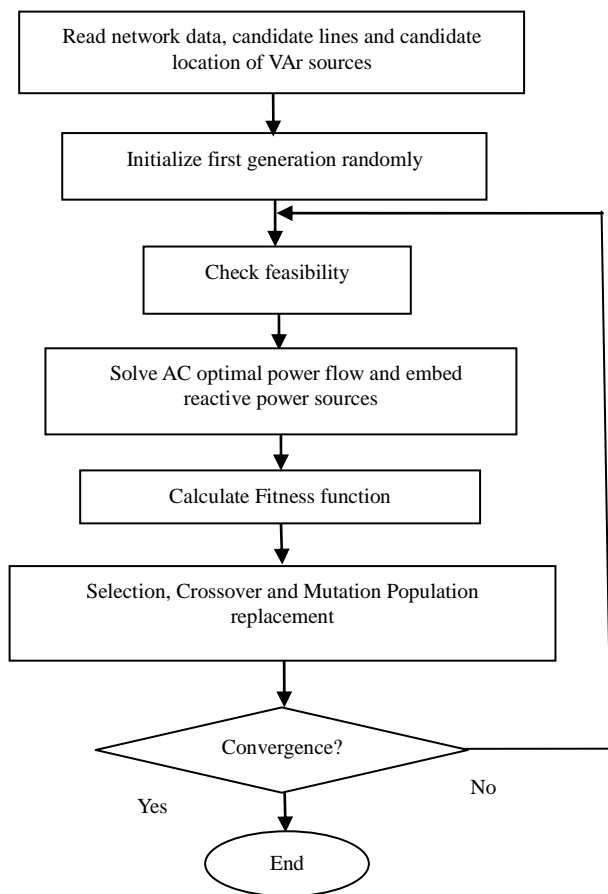 Read network data, candidate lines and candidate
location of VAr sources
Initialize first generation randomly
Check feasibility
Solve AC optimal power flow and embed
reactive power sources
Calculate Fitness function
Selection, Crossover and Mutation Population
replacement
Convergence?
No
Yes
End